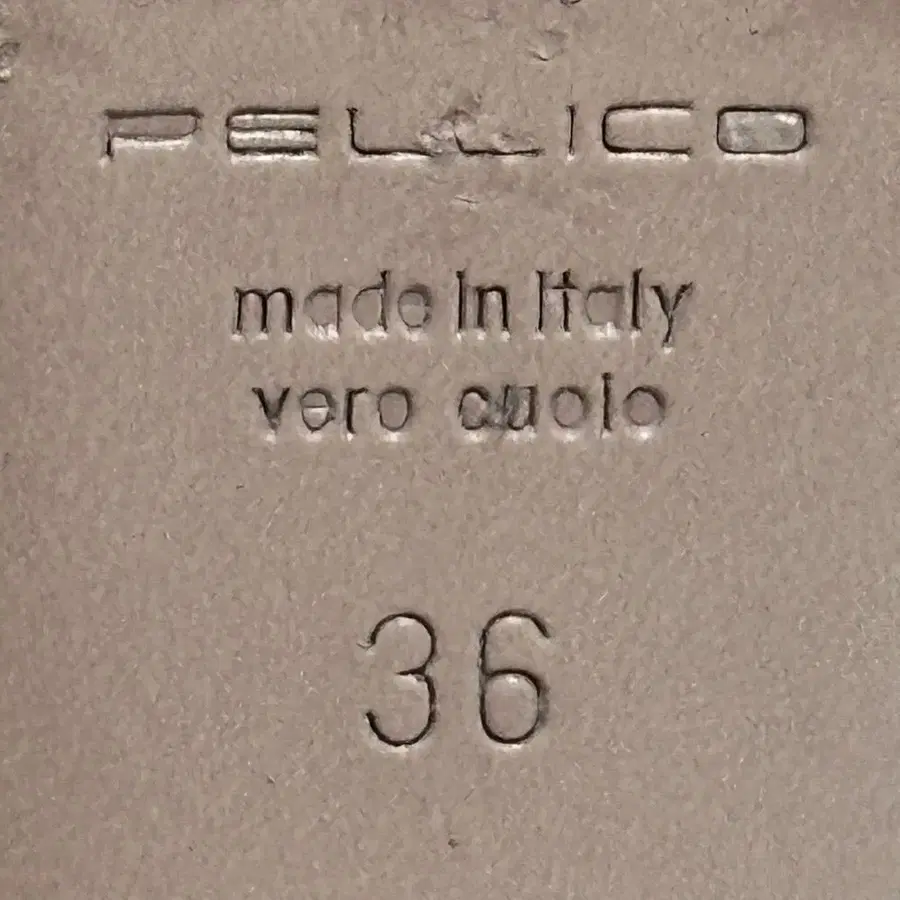 PELLICO
made in Italy
vero cuoio
36